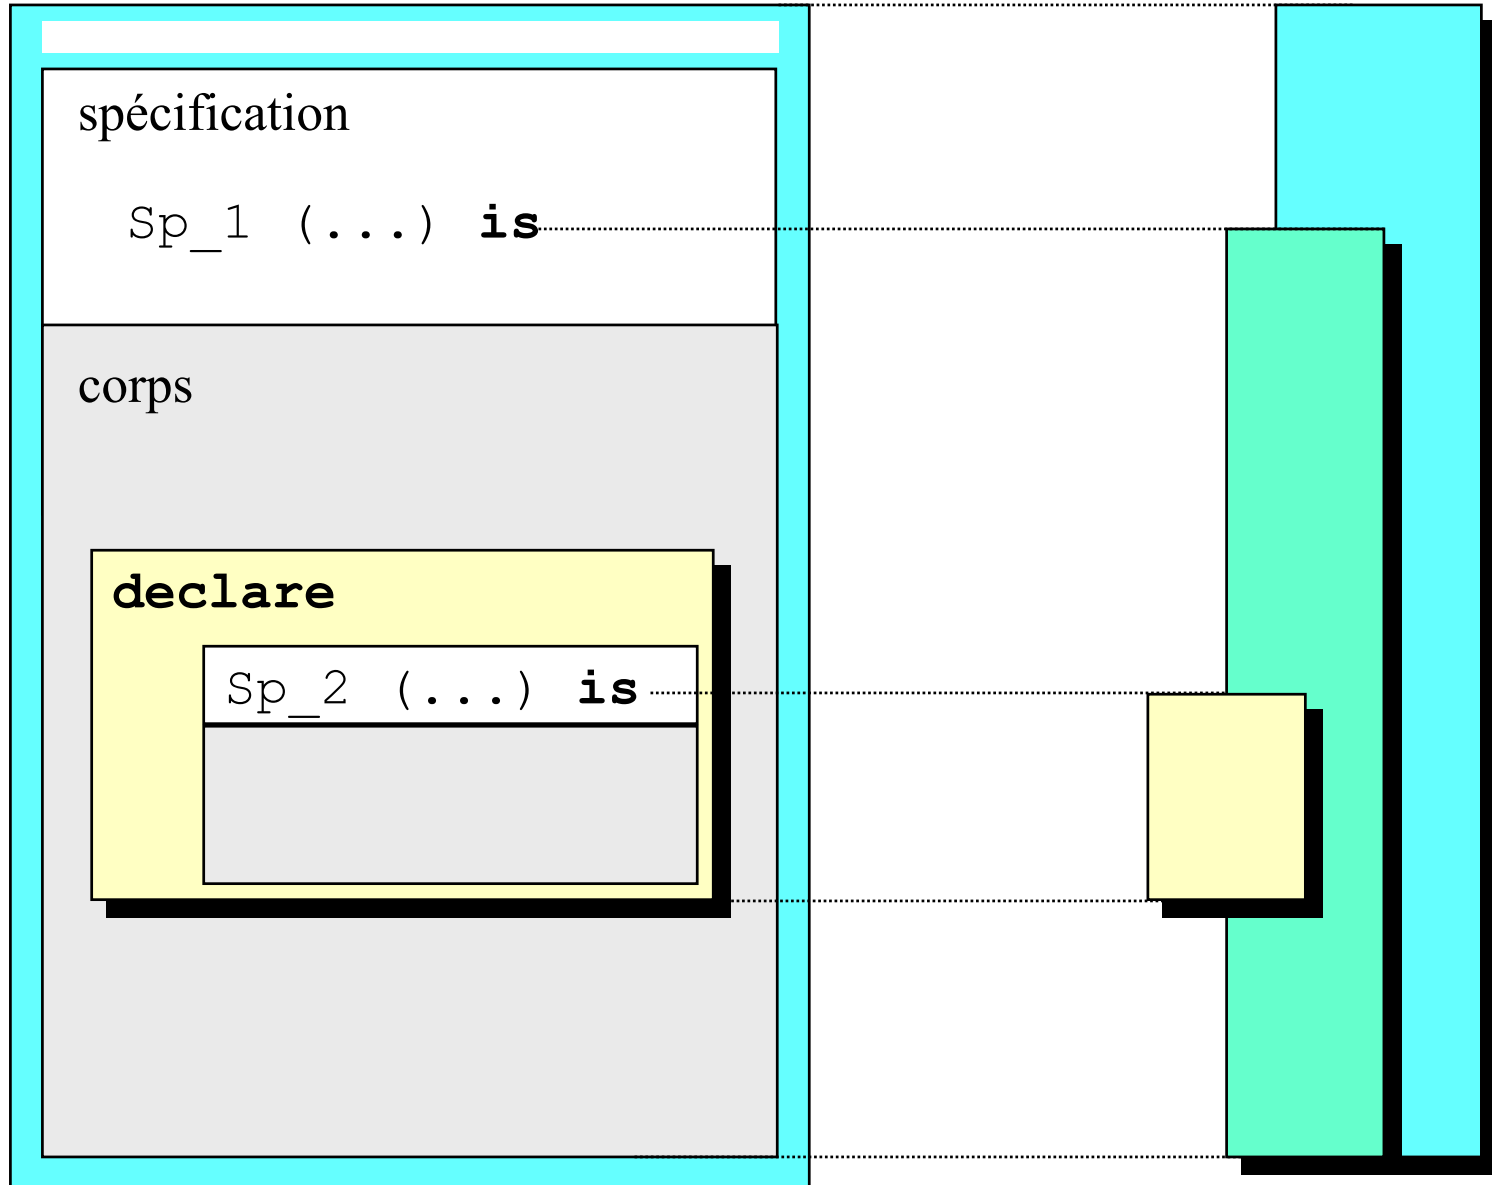 spécification
Sp_1 (...) is
corps
declare
Sp_2 (...) is